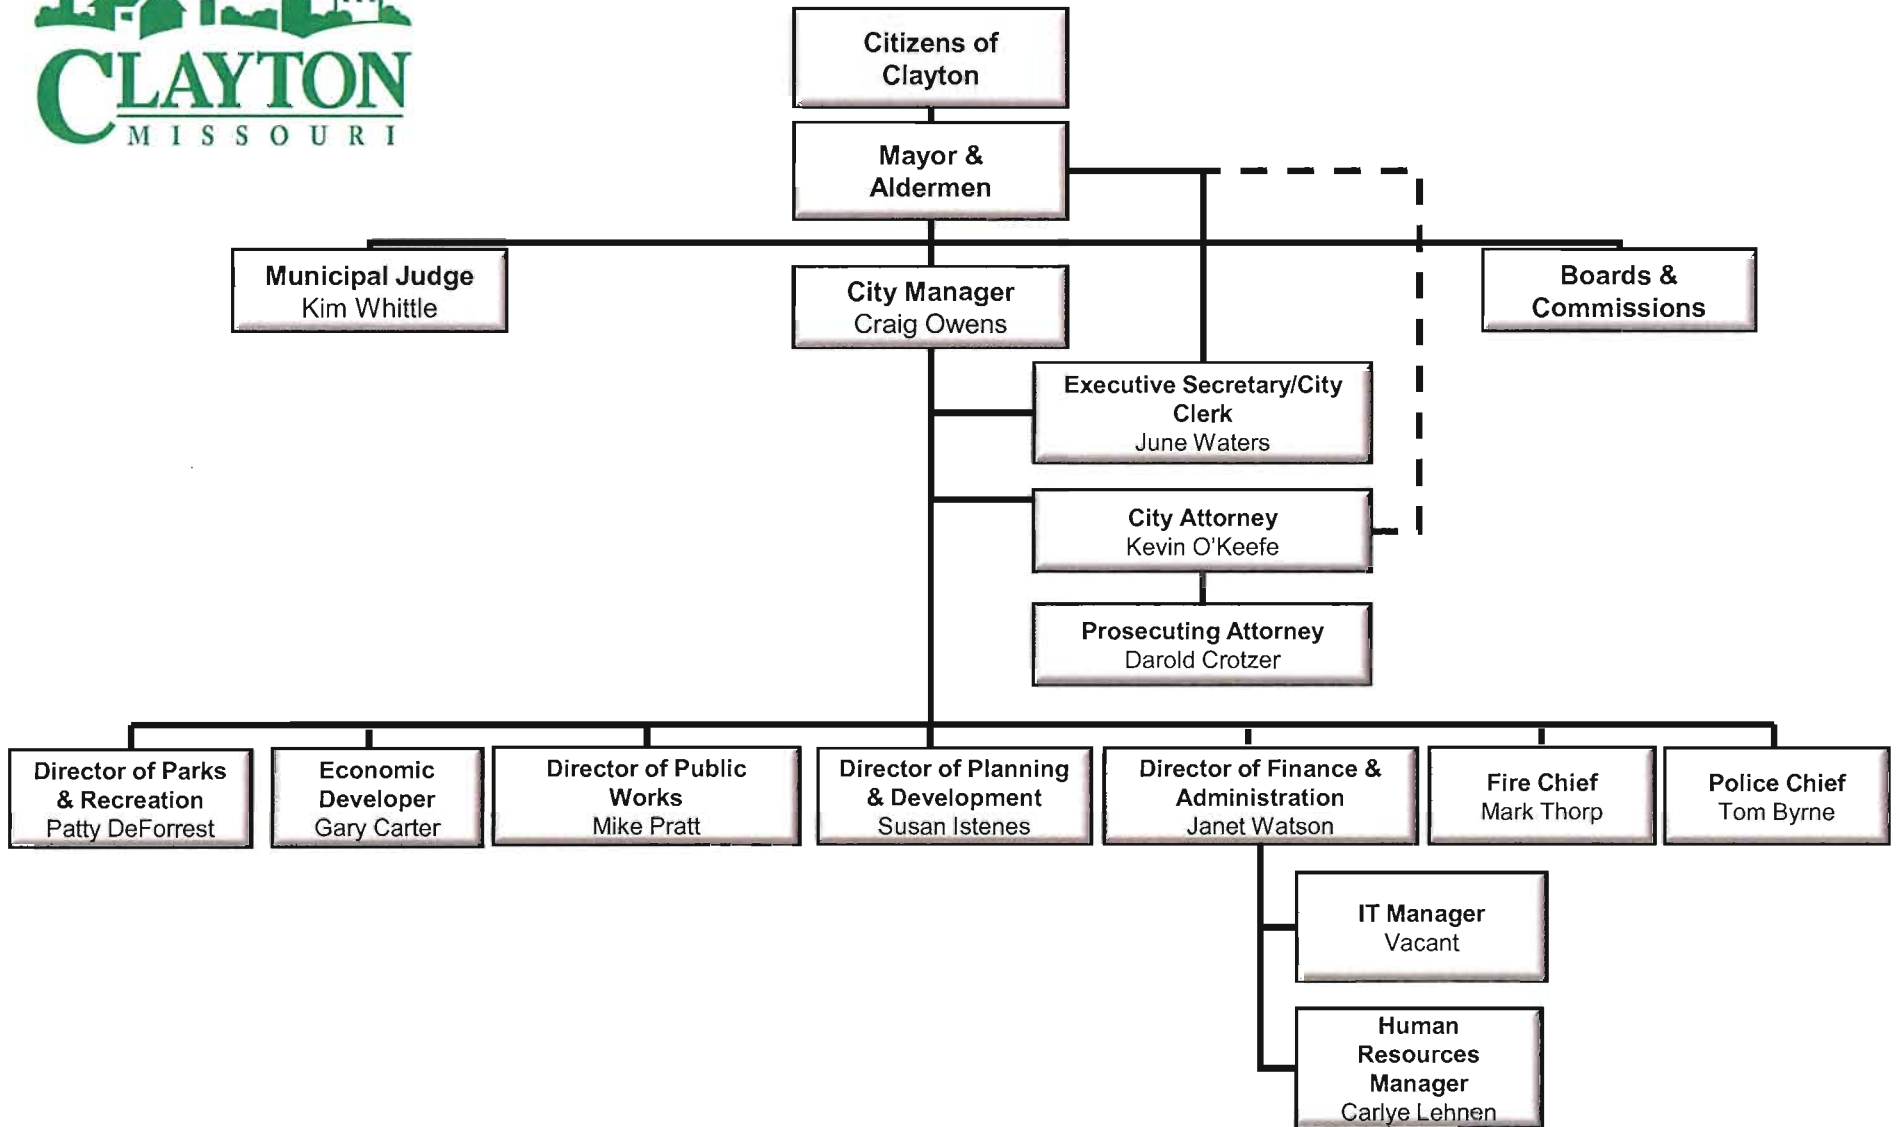 CLAYTON
MISSOURI
Citizens of
Clayton
Mayor &
Aldermen
Municipal Judge
Kim Whittle
City Manager
Craig Owens
Boards &
Commissions
Executive Secretary/City
Clerk
June Waters
City Attorney
Kevin O'Keefe
Prosecuting Attorney
Darold Crotzer
Director of Parks
& Recreation
Patty DeForrest
Economic
Developer
Gary Carter
Director of Public
Works
Mike Pratt
Director of Planning
& Development
Susan Istenes
Director of Finance &
Administration
Janet Watson
Fire Chief
Mark Thorp
Police Chief
Tom Byrne
IT Manager
Vacant
Human
Resources
Manager
Carlye Lehnen